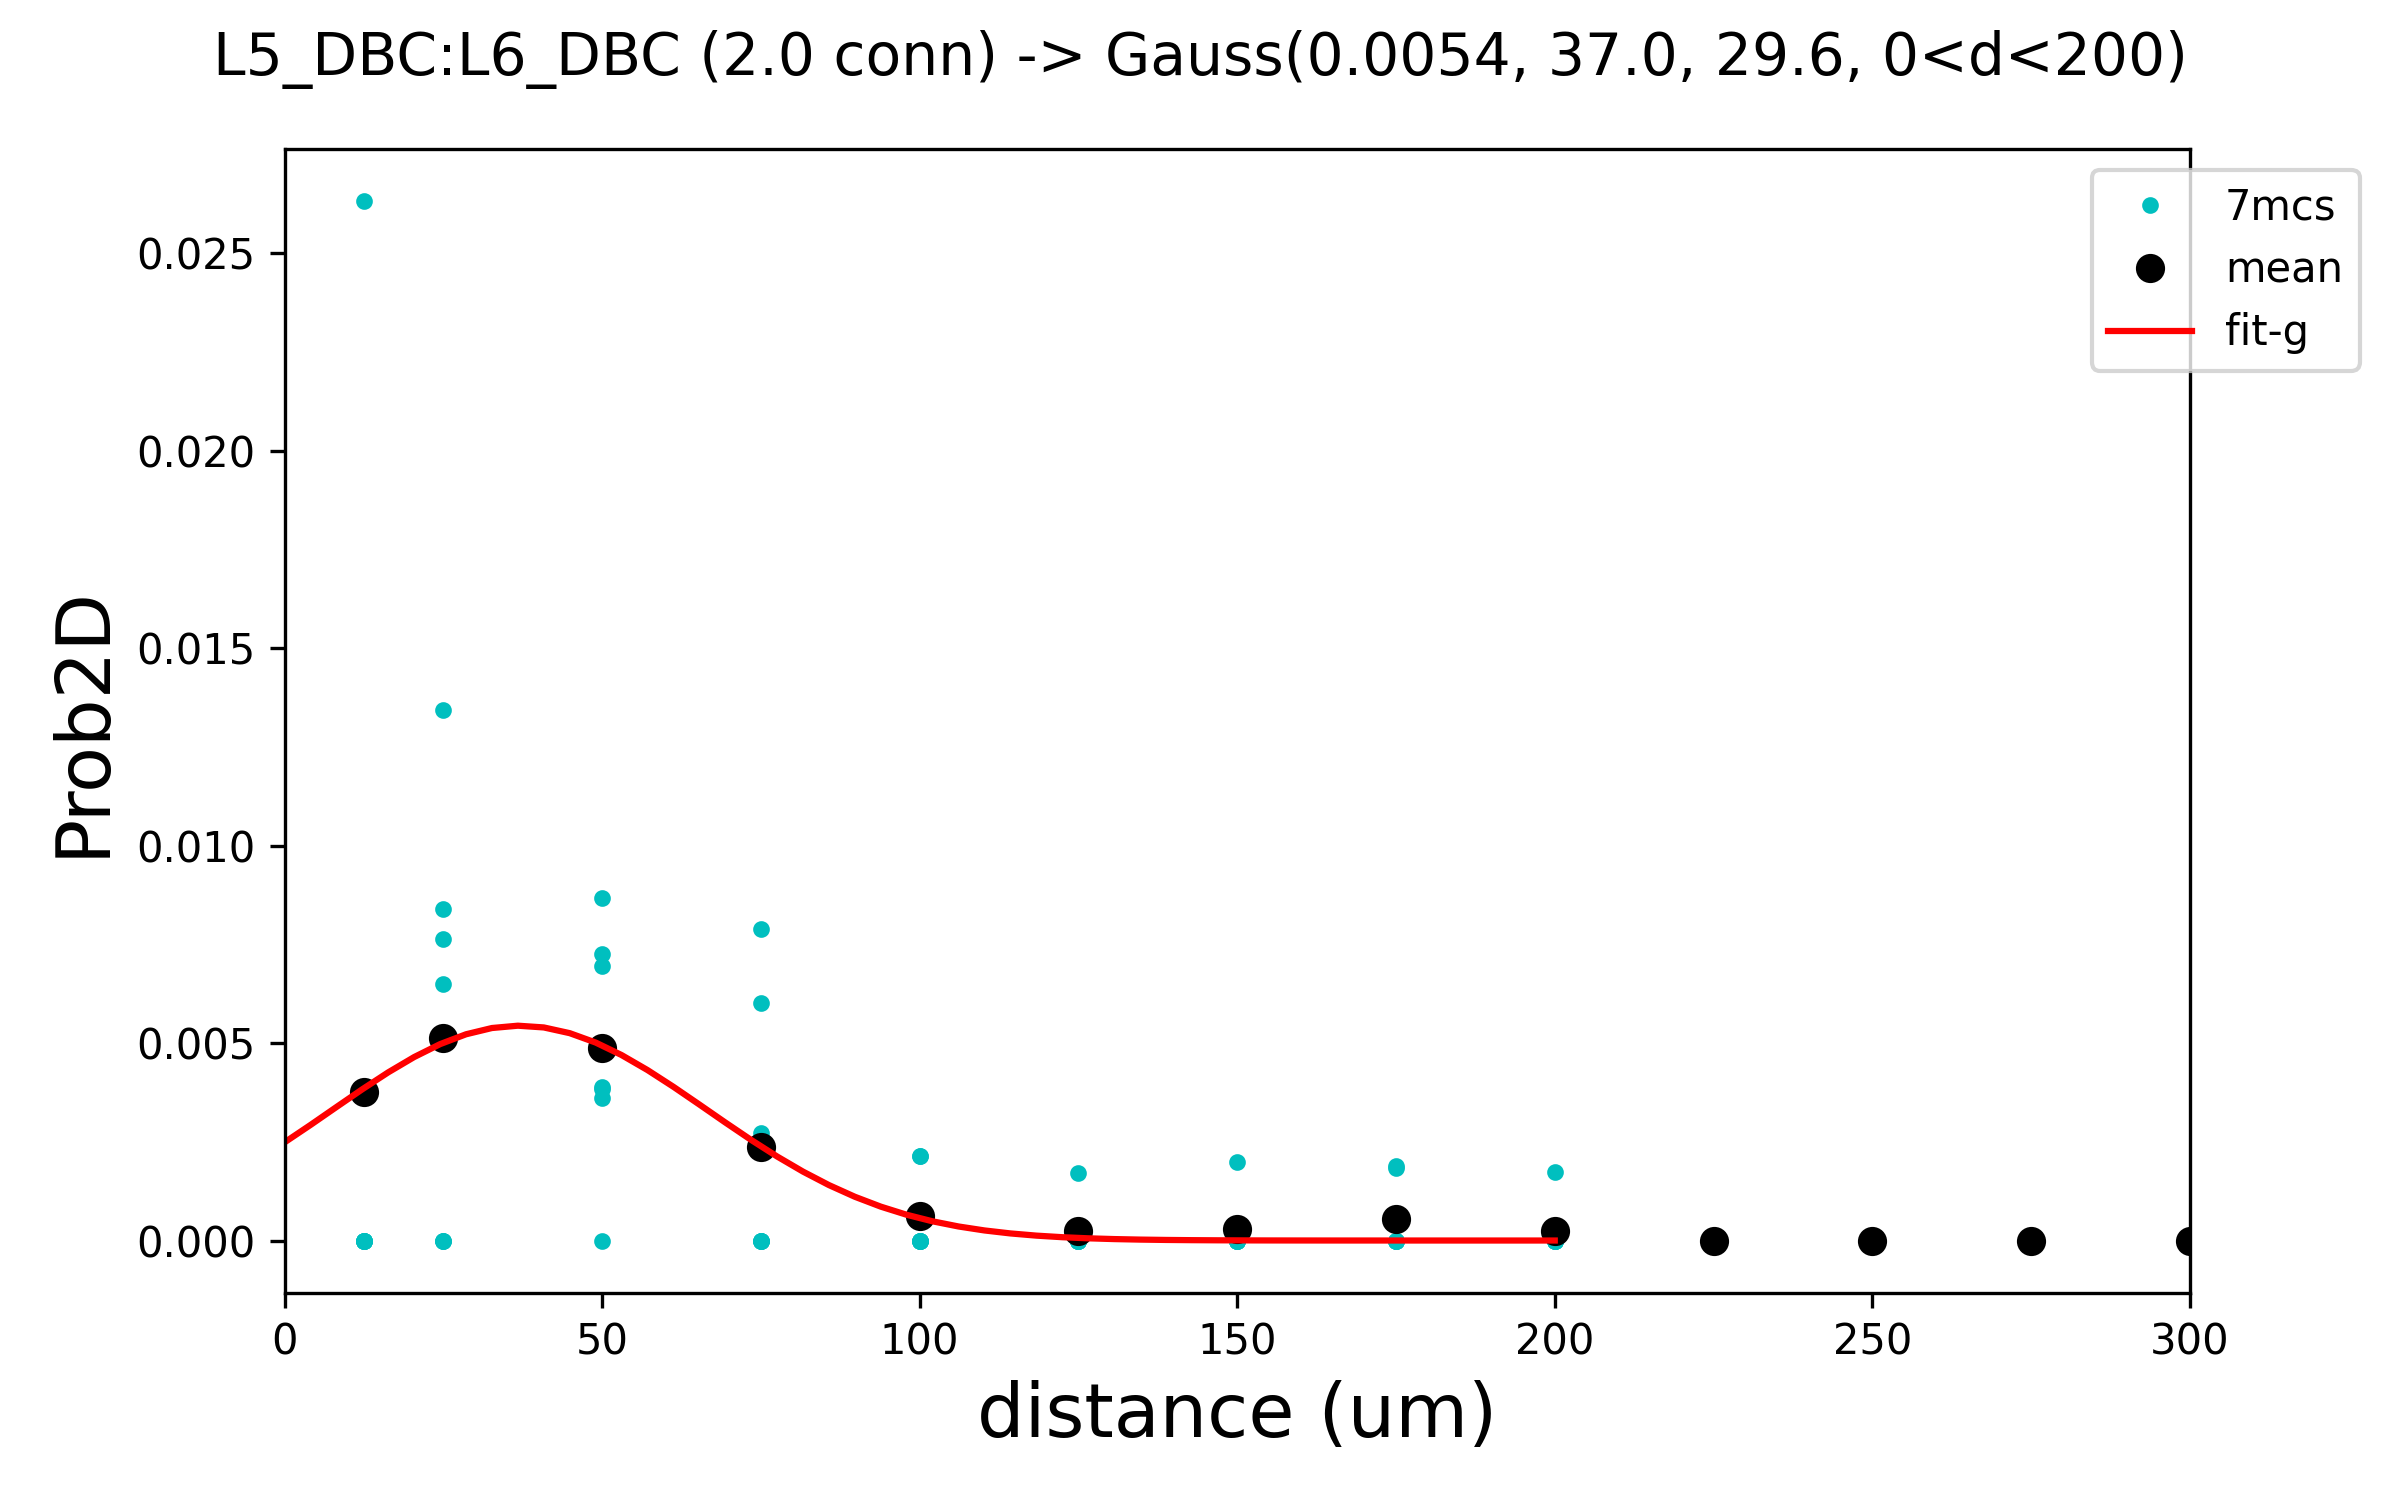 L5_DBC:L6_DBC (2.0 conn) -> Gauss(0.0054, 37.0, 29.6, 0<d<200)
7mcs
mean
fit-g
Prob2D
0.025
0.020
0.015
0.010
0.005
0.000
0 50 100 150 200 250 300
distance (um)